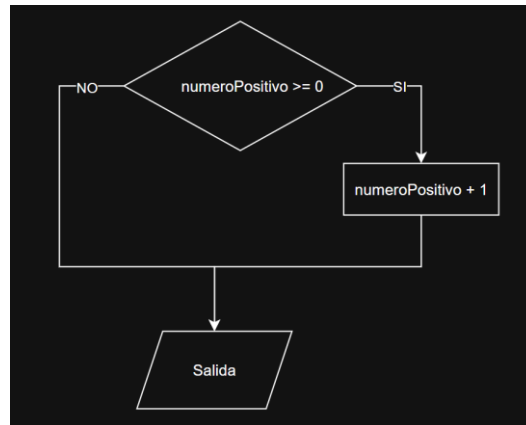 numeroPositivo >= 0
NO
SI
numeroPositivo + 1
Salida